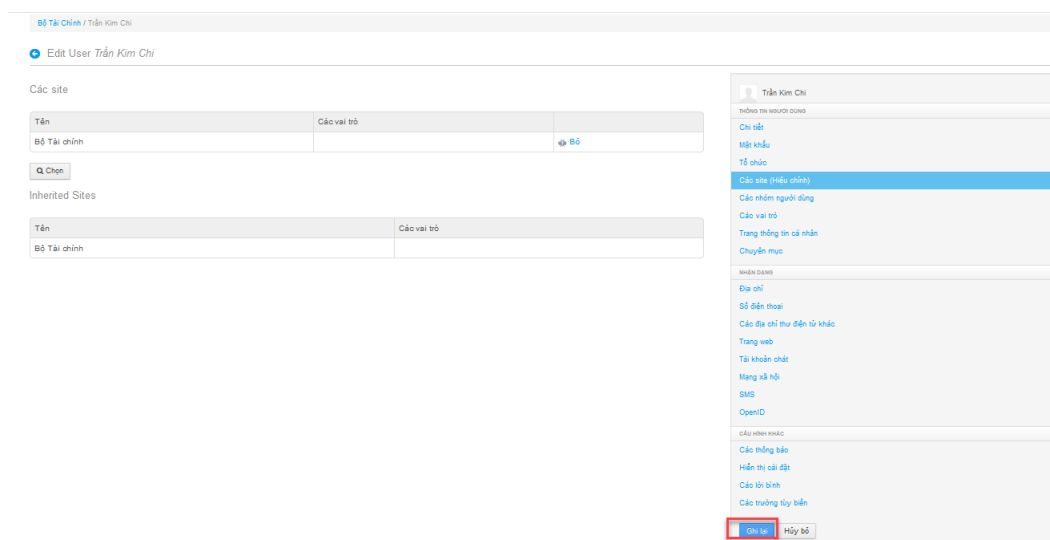 Bộ Tài Chính / Trần Kim Chi
Edit User Trần Kim Chi
Các site
Tên Các vai trò
Bộ Tài chính Bỏ
Chọn
Inherited Sites
Tên Các vai trò
Bộ Tài chính
Trần Kim Chi
THÔNG TIN NGƯỜI DÙNG
Chi tiết
Mật khẩu
Tổ chức
Các site (Hiệu chỉnh)
Các nhóm người dùng
Các vai trò
Trang thông tin cá nhân
Chuyên mục
NHẬN DẠNG
Địa chỉ
Số điện thoại
Các địa chỉ thư điện tử khác
Trang web
Tài khoản chát
Mạng xã hội
SMS
OpenID
CẤU HÌNH KHÁC
Các thông báo
Hiển thị cài đặt
Các lời bình
Các trường tùy biến
Ghi lại Hủy bỏ